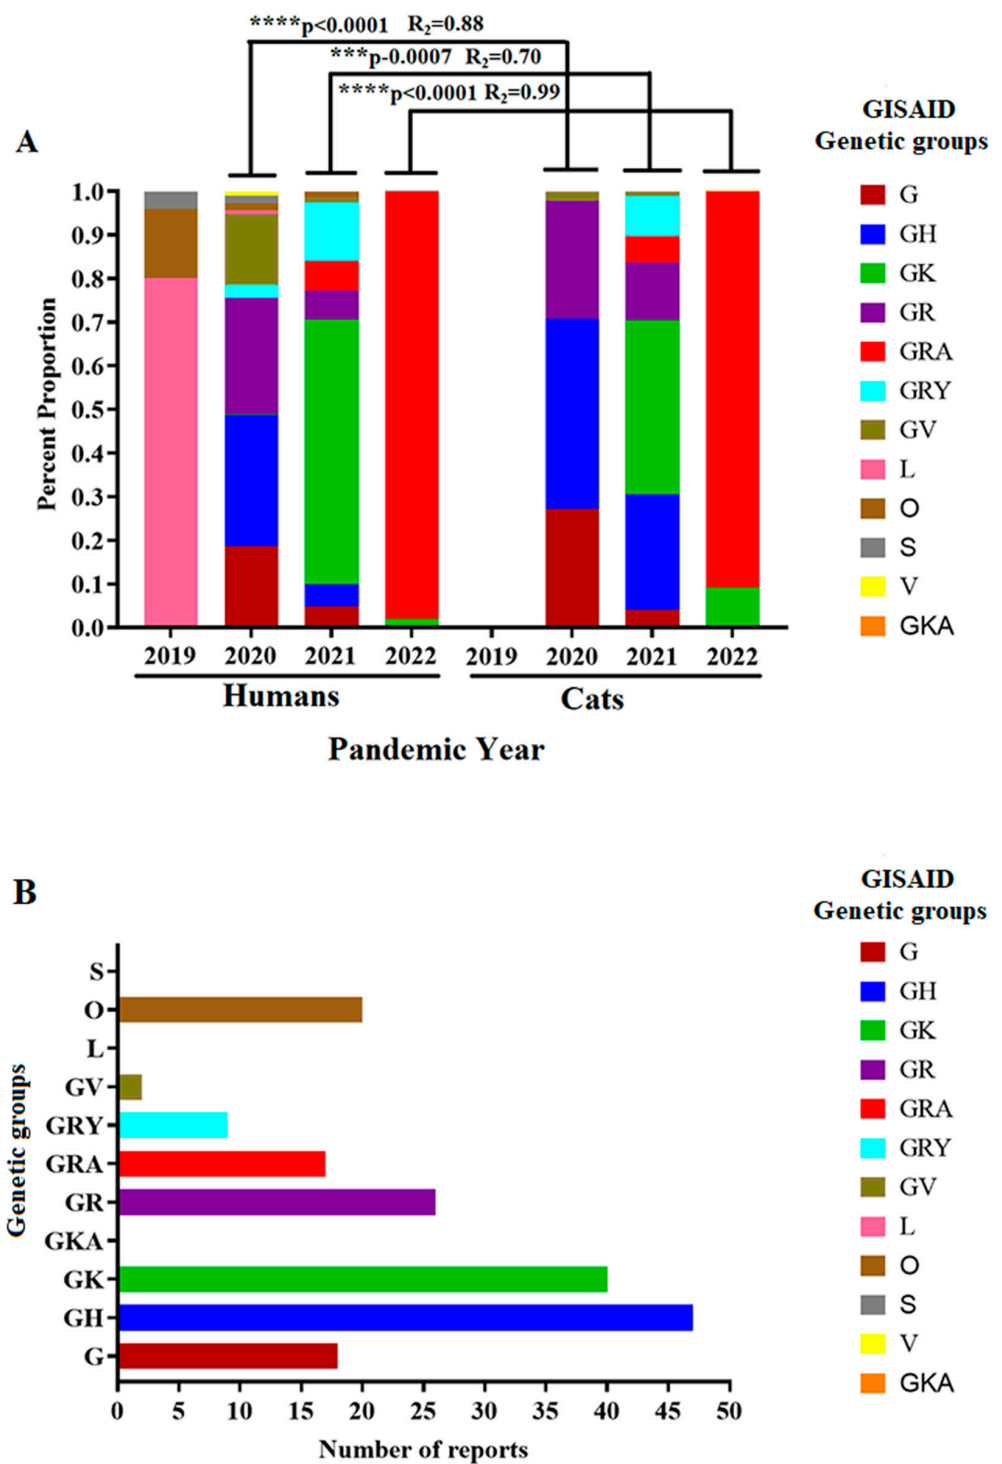 ****p<0.0001 R2=0.88
***p-0.0007 R2=0.70
****p<0.0001 R2=0.99
A
GISAID
Genetic groups
G
GH
GK
GR
GRA
GRY
GV
L
O
S
V
GKA
Percent Proportion
1.0
0.9
0.8
0.7
0.6
0.5
0.4
0.3
0.2
0.1
0.0
2019 2020 2021 2022 2019 2020 2021 2022
Humans Cats
Pandemic Year
B
GISAID
Genetic groups
G
GH
GK
GR
GRA
GRY
GV
L
O
S
V
GKA
Genetic groups
S
O
L
GV
GRY
GRA
GR
GKA
GK
GH
G
0 5 10 15 20 25 30 35 40 45 50
Number of reports